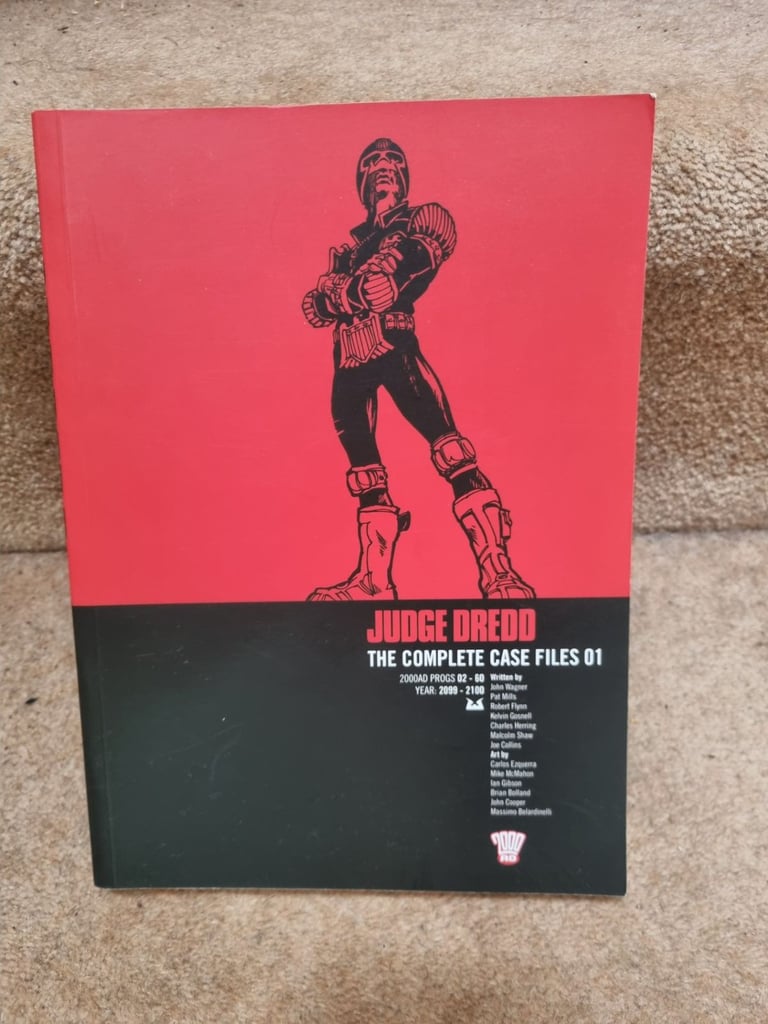 JUDGE DREDD
THE COMPLETE CASE FILES 01
2000AD PROGS 02 - 60
YEAR: 2099 - 2100
Written by
John Wagner
Pat Mills
Robert Flynn
Kelvin Gosnell
Charles Herring
Malcolm Shaw
Joe Collins
Art by
Carlos Ezquerra
Mike McMahon
Ian Gibson
Brian Bolland
John Cooper
Massimo Belardinelli
2000
AD